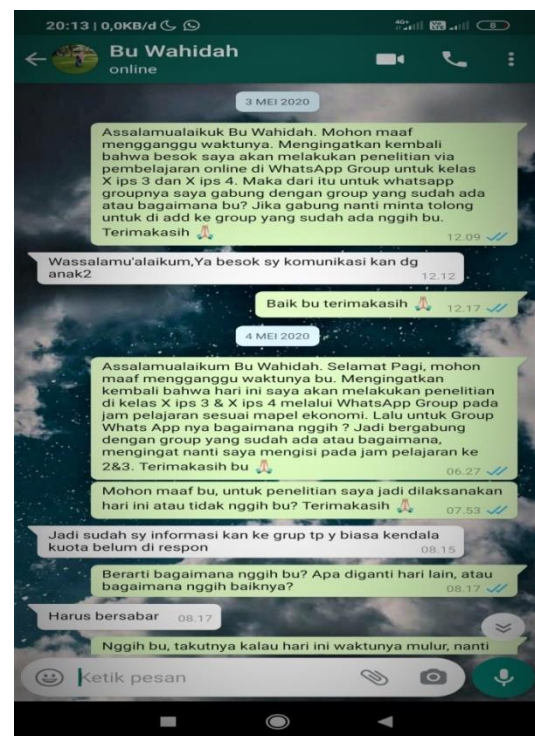 20:13 | 0,0KB/d
4G+
8
Bu Wahidah
online
3 MEI 2020
Assalamualaikuk Bu Wahidah. Mohon maaf
mengganggu waktunya. Mengingatkan kembali
bahwa besok saya akan melakukan penelitian via
pembelajaran online di WhatsApp Group untuk kelas
X ips 3 dan X ips 4. Maka dari itu untuk whatsapp
groupnya saya gabung dengan group yang sudah ada
atau bagaimana bu? Jika gabung nanti minta tolong
untuk di add ke group yang sudah ada nggih bu.
Terimakasih 🙏 12.09
Wassalamu'alaikum,Ya besok sy komunikasi kan dg
anak2 12.12
Baik bu terimakasih 🙏 12.17
4 MEI 2020
Assalamualaikum Bu Wahidah. Selamat Pagi, mohon
maaf mengganggu waktunya bu. Mengingatkan
kembali bahwa hari ini saya akan melakukan penelitian
di kelas X ips 3 & X ips 4 melalui WhatsApp Group pada
jam pelajaran sesuai mapel ekonomi. Lalu untuk Group
Whats App nya bagaimana nggih ? Jadi bergabung
dengan group yang sudah ada atau bagaimana,
mengingat nanti saya mengisi pada jam pelajaran ke
2&3. Terimakasih bu 🙏 06.27
Mohon maaf bu, untuk penelitian saya jadi dilaksanakan
hari ini atau tidak nggih bu? Terimakasih 🙏 07.53
Jadi sudah sy informasi kan ke grup tp y biasa kendala
kuota belum di respon 08.15
Berarti bagaimana nggih bu? Apa diganti hari lain, atau
bagaimana nggih baiknya? 08.17
Harus bersabar 08.17
Nggih bu, takutnya kalau hari ini waktunya mulur, nanti
Ketik pesan